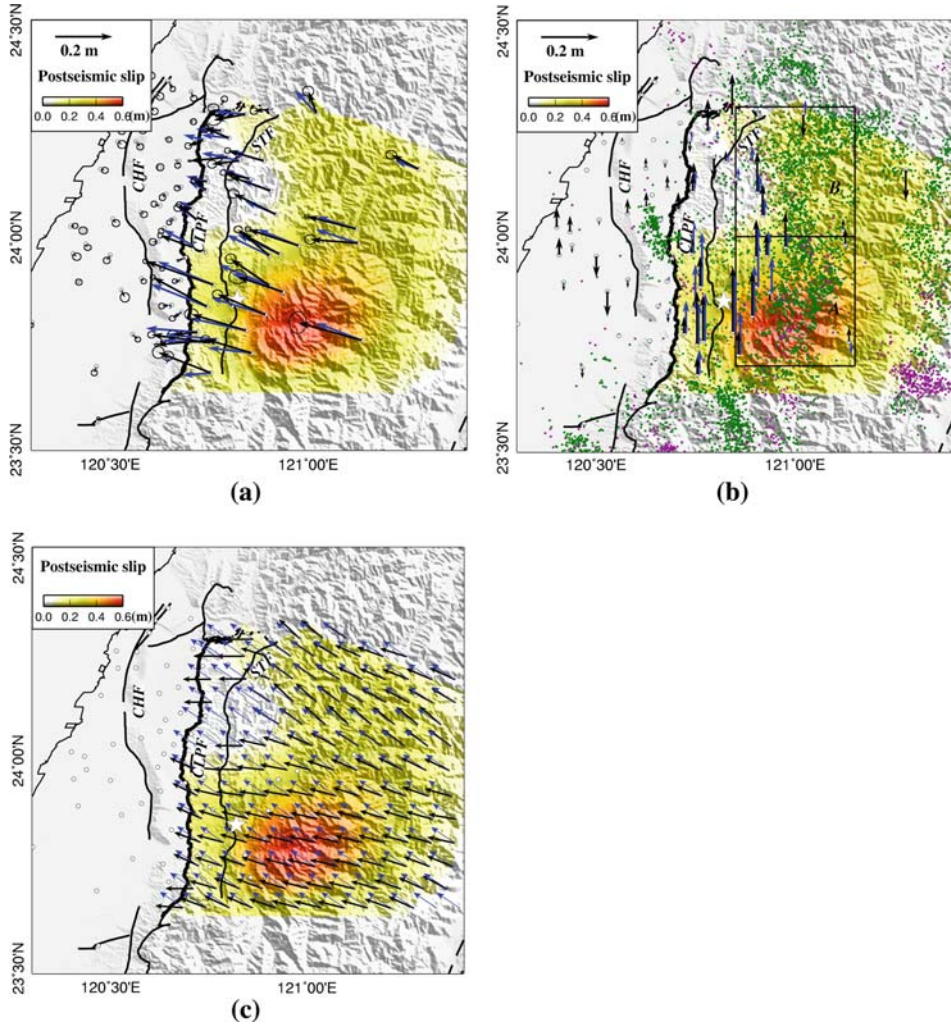 24˚30'N
24˚00'N
23˚30'N
0.2 m
Postseismic slip
0.0 0.2 0.4 0.6(m)
CHF
STF
CLPF
120˚30'E 121˚00'E
(a)
24˚30'N
24˚00'N
23˚30'N
0.2 m
Postseismic slip
0.0 0.2 0.4 0.6(m)
CHF
STF
CLPF
B
A
120˚30'E 121˚00'E
(b)
24˚30'N
24˚00'N
23˚30'N
Postseismic slip
0.0 0.2 0.4 0.6(m)
CHF
STF
CLPF
120˚30'E 121˚00'E
(c)